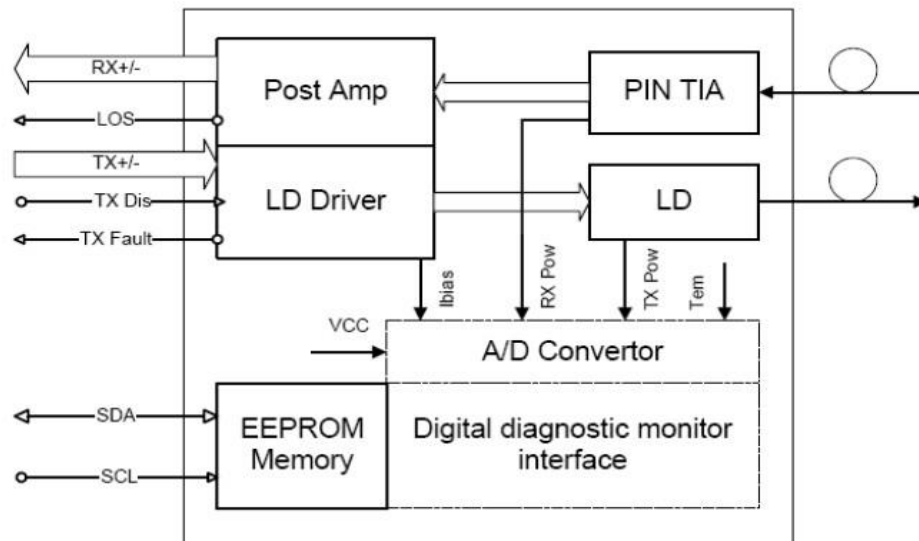 RX+/-
Post Amp
PIN TIA
LOS
TX+/-
TX Dis
LD Driver
LD
TX Fault
Ibias
RX Pow
TX Pow
Tem
VCC
A/D Convertor
SDA
EEPROM
Memory
Digital diagnostic monitor
interface
SCL